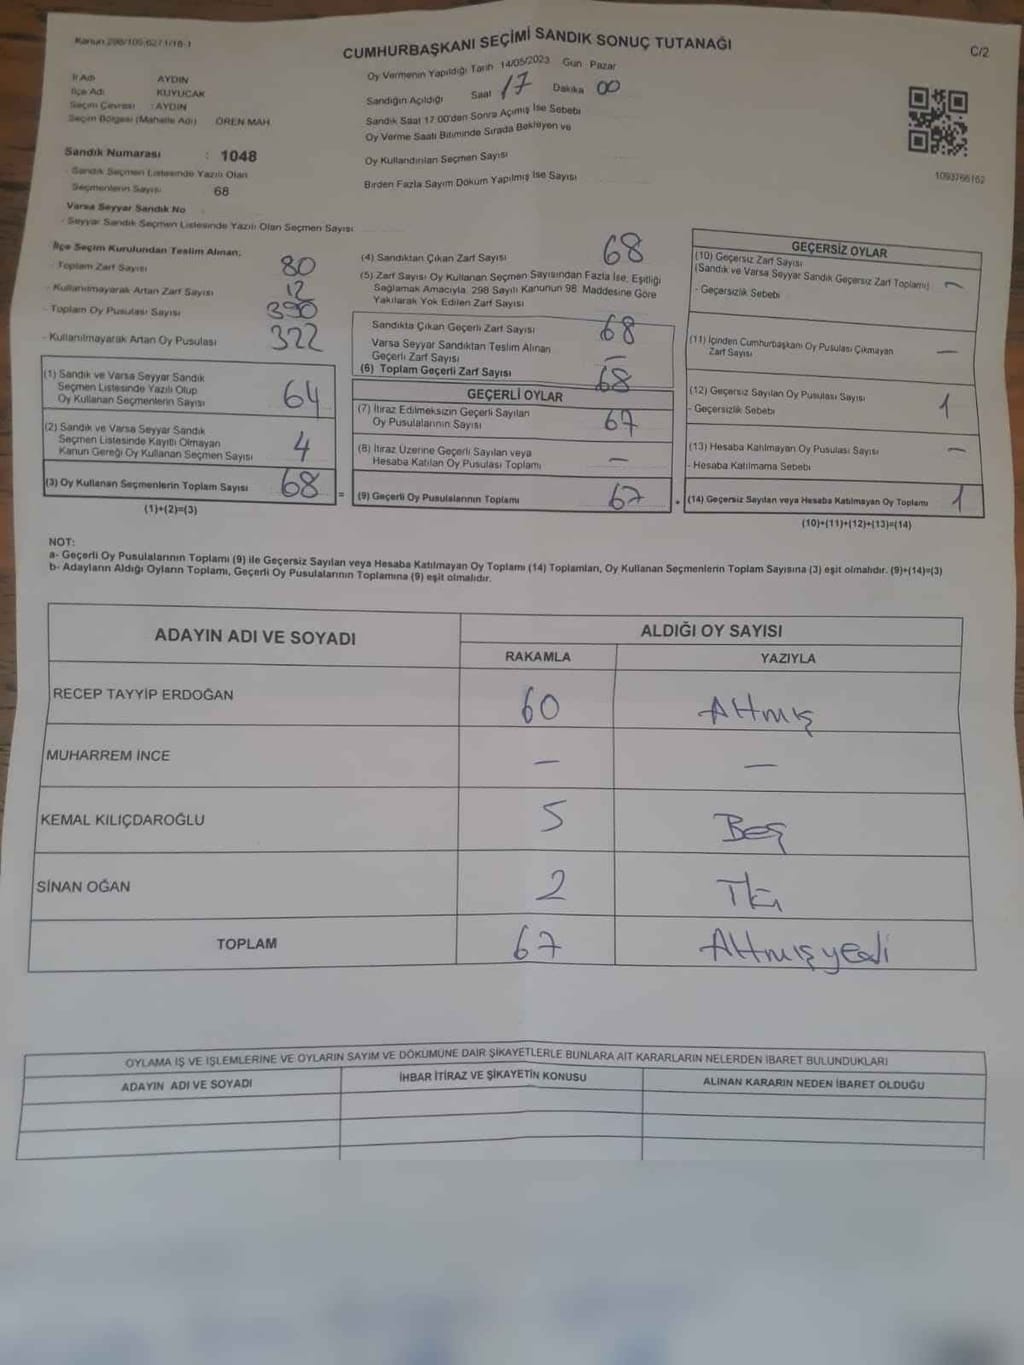 Kanun 298/105-627 1/18-1
CUMHURBAŞKANI SEÇİMİ SANDIK SONUÇ TUTANAĞI
C/2
İl Adı AYDIN
İlçe Adı KUYUCAK
Seçim Çevresi : AYDIN
Seçim Bölgesi (Mahalle Adı) ÖREN MAH.
Sandık Numarası : 1048
- Sandık Seçmen Listesinde Yazılı Olan
Seçmenlerin Sayısı 68
Varsa Seyyar Sandık No
- Seyyar Sandık Seçmen Listesinde Yazılı Olan Seçmen Sayısı
Oy Vermenin Yapıldığı Tarih 14/05/2023 Gün Pazar
Sandığın Açıldığı Saat 17 Dakika 00
Sandık Saat 17.00'den Sonra Açımış İse Sebebi
Oy Verme Saati Bitiminde Sırada Bekleyen ve
Oy Kullandırılan Seçmen Sayısı
Birden Fazla Sayım Döküm Yapılmış İse Sayısı
1093766162
İlçe Seçim Kurulundan Teslim Alınan;
- Toplam Zarf Sayısı 80
- Kullanılmayarak Artan Zarf Sayısı 12
- Toplam Oy Pusulası Sayısı 390
- Kullanılmayarak Artan Oy Pusulası 322
(1) Sandık ve Varsa Seyyar Sandık
Seçmen Listesinde Yazılı Olup
Oy Kullanan Seçmenlerin Sayısı 64
(2) Sandık ve Varsa Seyyar Sandık
Seçmen Listesinde Kayıtlı Olmayan
Kanun Gereği Oy Kullanan Seçmen Sayısı 4
(3) Oy Kullanan Seçmenlerin Toplam Sayısı 68 =
(1)+(2)=(3)
(4) Sandıktan Çıkan Zarf Sayısı 68
(5) Zarf Sayısı Oy Kullanan Seçmen Sayısından Fazla İse, Eşitliği
Sağlamak Amacıyla, 298 Sayılı Kanunun 98. Maddesine Göre
Yakılarak Yok Edilen Zarf Sayısı
Sandıkta Çıkan Geçerli Zarf Sayısı 68
Varsa Seyyar Sandıktan Teslim Alınan
Geçerli Zarf Sayısı —
(6) Toplam Geçerli Zarf Sayısı 68
GEÇERLİ OYLAR
(7) İtiraz Edilmeksizin Geçerli Sayılan
Oy Pusulalarının Sayısı 67
(8) İtiraz Üzerine Geçerli Sayılan veya
Hesaba Katılan Oy Pusulası Toplamı —
(9) Geçerli Oy Pusulalarının Toplamı 67 +
GEÇERSİZ OYLAR
(10) Geçersiz Zarf Sayısı
(Sandık ve Varsa Seyyar Sandık Geçersiz Zarf Toplamı) —
- Geçersizlik Sebebi
(11) İçinden Cumhurbaşkanı Oy Pusulası Çıkmayan
Zarf Sayısı —
(12) Geçersiz Sayılan Oy Pusulası Sayısı 1
- Geçersizlik Sebebi
(13) Hesaba Katılmayan Oy Pusulası Sayısı —
- Hesaba Katılmama Sebebi
(14) Geçersiz Sayılan veya Hesaba Katılmayan Oy Toplamı 1
(10)+(11)+(12)+(13)=(14)
NOT:
a- Geçerli Oy Pusulalarının Toplamı (9) ile Geçersiz Sayılan veya Hesaba Katılmayan Oy Toplamı (14) Toplamları, Oy Kullanan Seçmenlerin Toplam Sayısına (3) eşit olmalıdır. (9)+(14)=(3)
b- Adayların Aldığı Oyların Toplamı, Geçerli Oy Pusulalarının Toplamına (9) eşit olmalıdır.
ADAYIN ADI VE SOYADI ALDIĞI OY SAYISI
RAKAMLA YAZIYLA
RECEP TAYYİP ERDOĞAN 60 Altmış
MUHARREM İNCE — —
KEMAL KILIÇDAROĞLU 5 Beş
SİNAN OĞAN 2 İki
TOPLAM 67 Altmışyedi
OYLAMA İŞ VE İŞLEMLERİNE VE OYLARIN SAYIM VE DÖKÜMÜNE DAİR ŞİKAYETLERLE BUNLARA AİT KARARLARIN NELERDEN İBARET BULUNDUKLARI
ADAYIN ADI VE SOYADI İHBAR İTİRAZ VE ŞİKAYETİN KONUSU ALINAN KARARIN NEDEN İBARET OLDUĞU